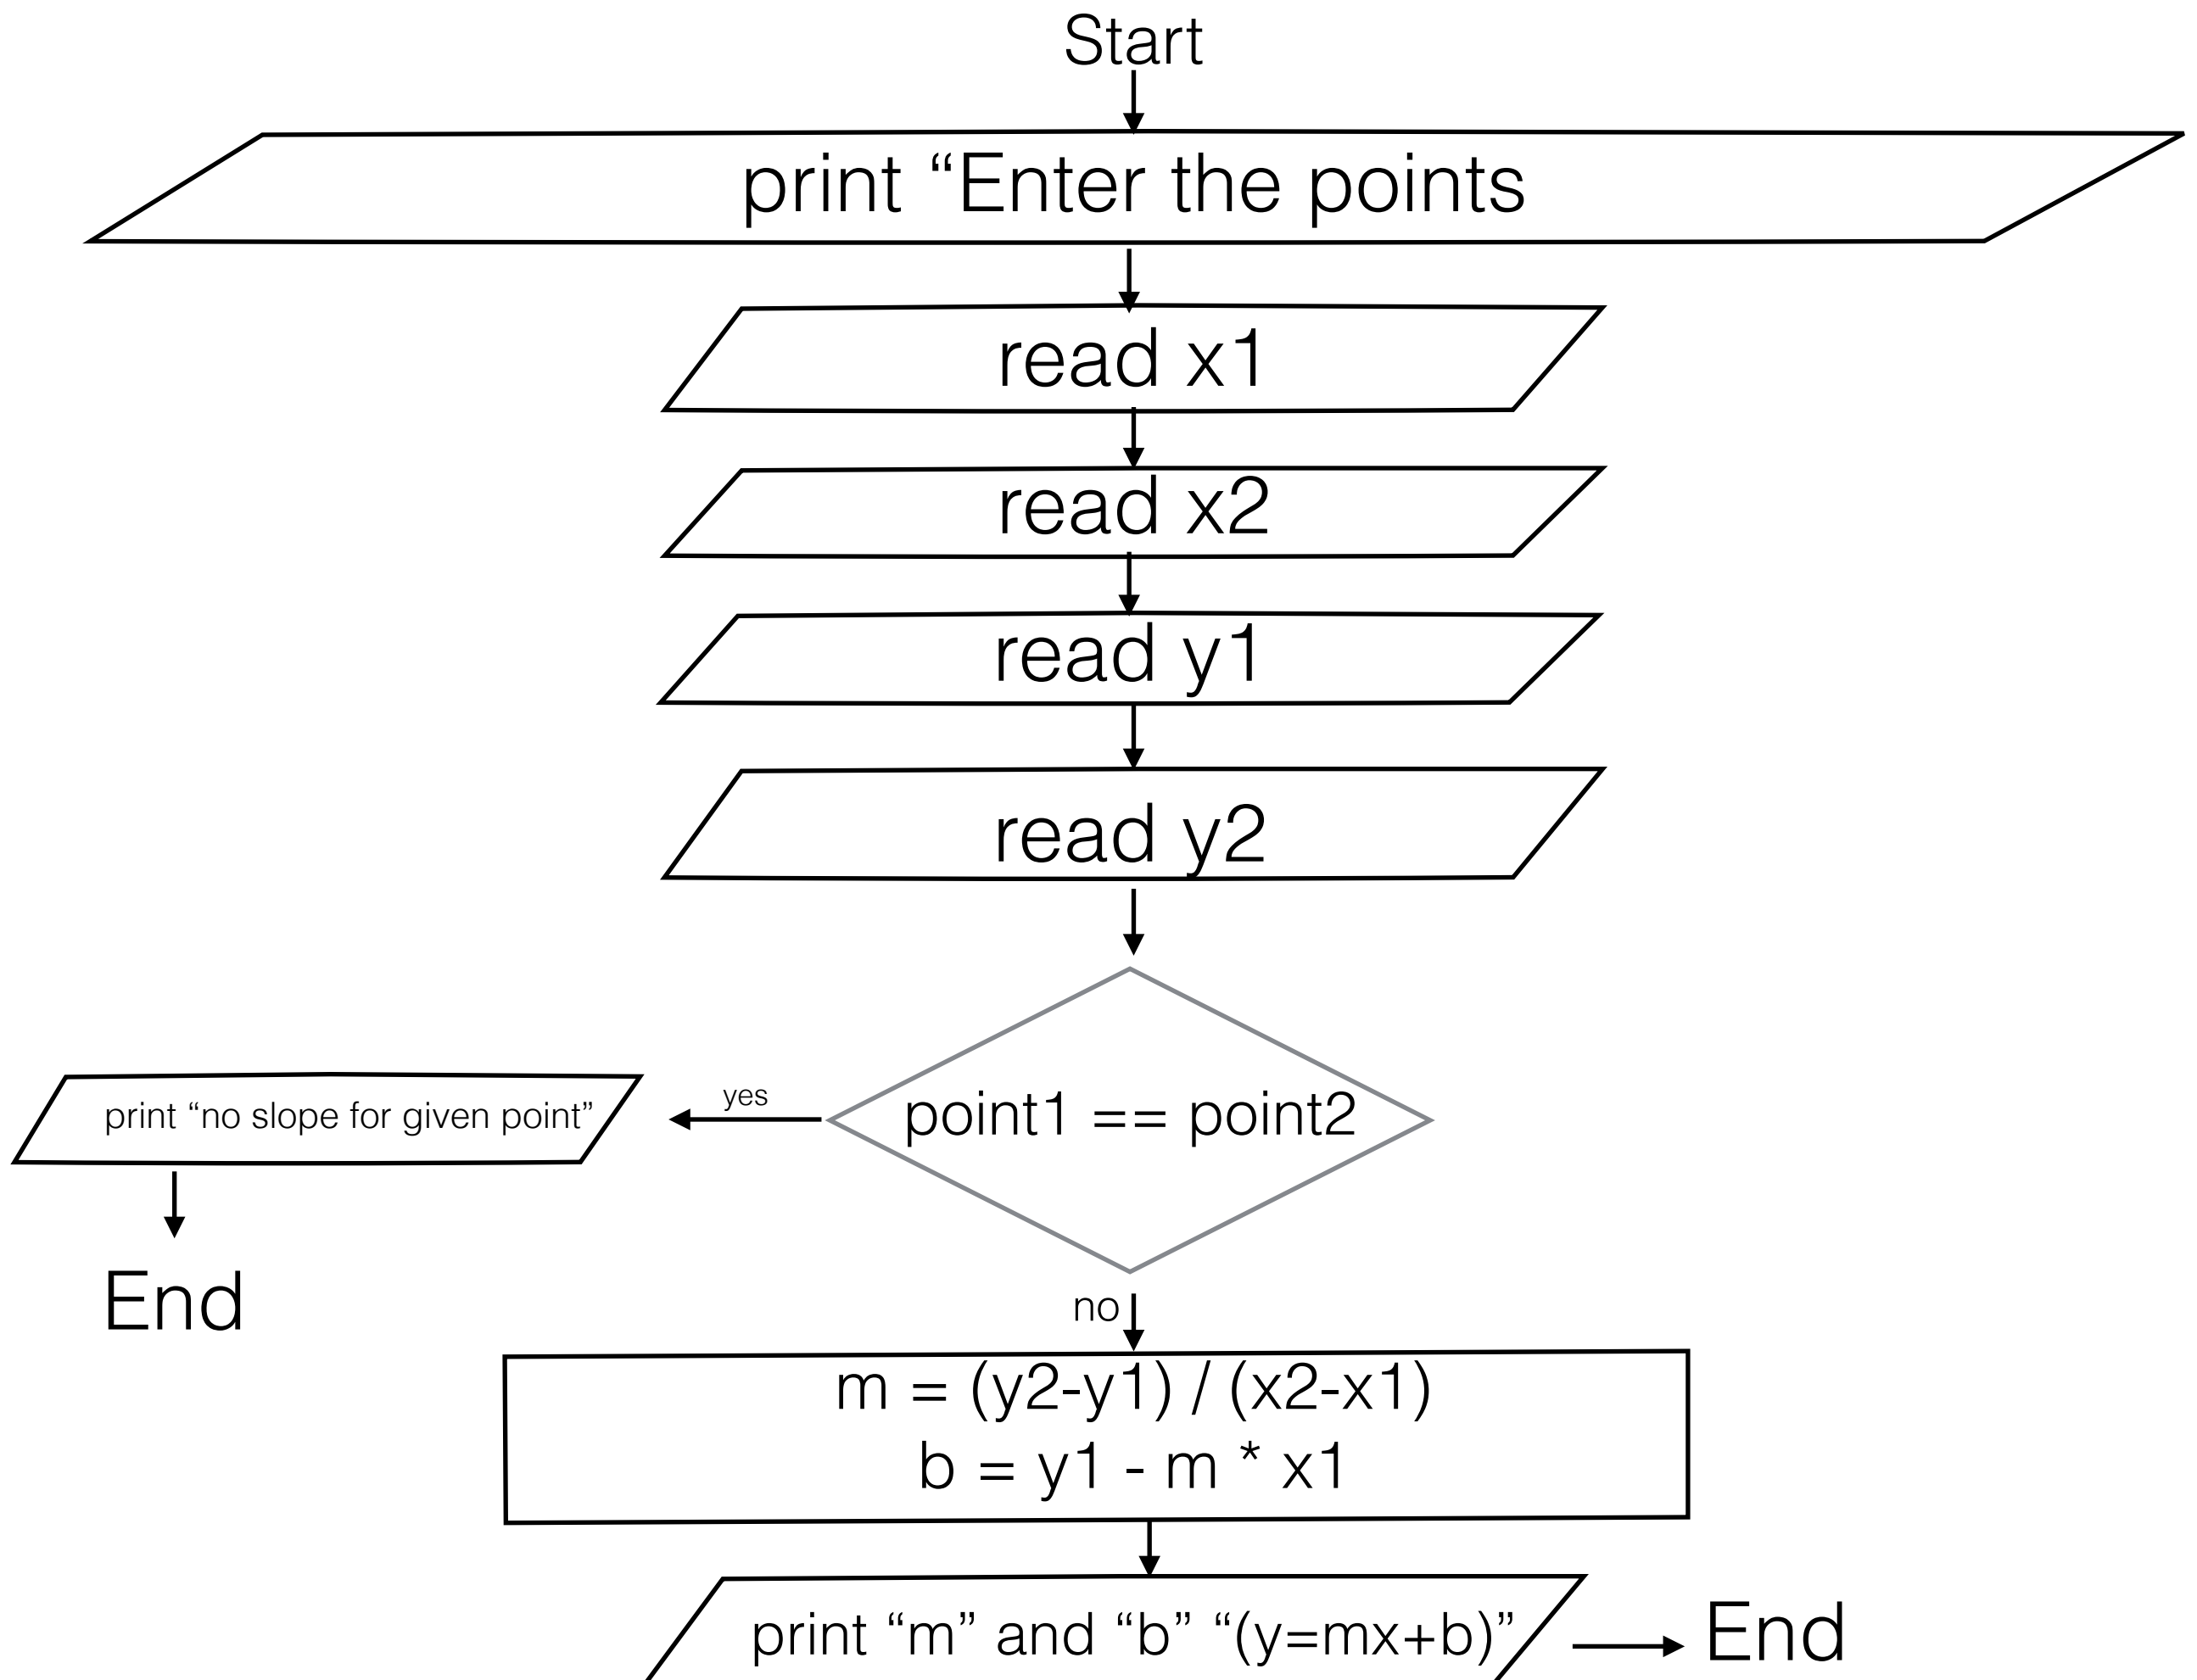 Start
print “Enter the points
read x1
read x2
read y1
read y2
point1 == point2
yes
print “no slope for given point”
End
no
m = (y2-y1) / (x2-x1)
b = y1 - m * x1
print “m” and “b” “(y=mx+b)”
End